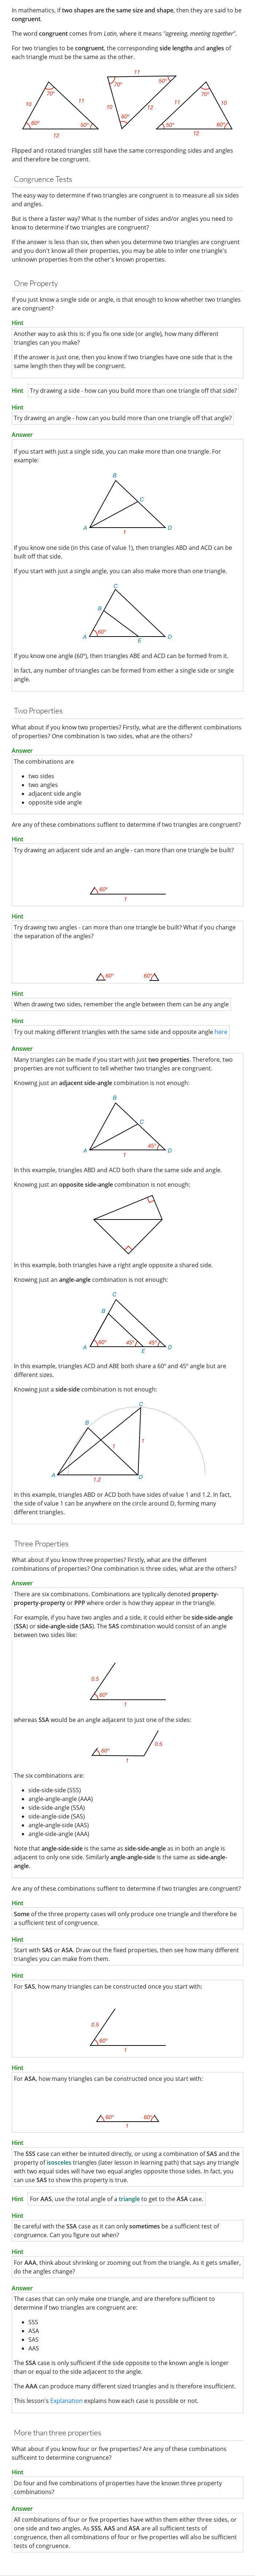 In mathematics, if two shapes are the same size and shape, then they are said to be
congruent.
The word congruent comes from Latin, where it means "agreeing, meeting together".
For two triangles to be congruent, the corresponding side lengths and angles of
each triangle must be the same as the other.
70°
10
11
60°
50°
12
11
70°
50°
10
12
60°
70°
11
10
50°
60°
12
Flipped and rotated triangles still have the same corresponding sides and angles
and therefore be congruent.
Congruence Tests
The easy way to determine if two triangles are congruent is to measure all six sides
and angles.
But is there a faster way? What is the number of sides and/or angles you need to
know to determine if two triangles are congruent?
If the answer is less than six, then when you determine two triangles are congruent
and you don't know all their properties, you may be able to infer one triangle's
unknown properties from the other's known properties.
One Property
If you just know a single side or angle, is that enough to know whether two triangles
are congruent?
Hint
Another way to ask this is: if you fix one side (or angle), how many different
triangles can you make?
If the answer is just one, then you know if two triangles have one side that is the
same length then they will be congruent.
Hint Try drawing a side - how can you build more than one triangle off that side?
Hint
Try drawing an angle - how can you build more than one triangle off that angle?
Answer
If you start with just a single side, you can make more than one triangle. For
example:
B
C
A
D
1
If you know one side (in this case of value 1), then triangles ABD and ACD can be
built off that side.
If you start with just a single angle, you can also make more than one triangle.
C
B
60°
A
D
E
If you know one angle (60°), then triangles ABE and ACD can be formed from it.
In fact, any number of triangles can be formed from either a single side or single
angle.
Two Properties
What about if you know two properties? Firstly, what are the different combinations
of properties? One combination is two sides, what are the others?
Answer
The combinations are
• two sides
• two angles
• adjacent side angle
• opposite side angle
Are any of these combinations suffient to determine if two triangles are congruent?
Hint
Try drawing an adjacent side and an angle - can more than one triangle be built?
60°
1
Hint
Try drawing two angles - can more than one triangle be built? What if you change
the separation of the angles?
60°
60°
Hint
When drawing two sides, remember the angle between them can be any angle
Hint
Try out making different triangles with the same side and opposite angle here
Answer
Many triangles can be made if you start with just two properties. Therefore, two
properties are not sufficient to tell whether two triangles are congruent.
Knowing just an adjacent side-angle combination is not enough:
B
C
45°
A
D
1
In this example, triangles ABD and ACD both share the same side and angle.
Knowing just an opposite side-angle combination is not enough:
In this example, both triangles have a right angle opposite a shared side.
Knowing just an angle-angle combination is not enough:
C
B
60°
45°
45°
A
D
E
In this example, triangles ACD and ABE both share a 60° and 45° angle but are
different sizes.
Knowing just a side-side combination is not enough:
C
B
1
1
A
D
1.2
In this example, triangles ABD or ACD both have sides of value 1 and 1.2. In fact,
the side of value 1 can be anywhere on the circle around D, forming many
different triangles.
Three Properties
What about if you know three properties? Firstly, what are the different
combinations of properties? One combination is three sides, what are the others?
Answer
There are six combinations. Combinations are typically denoted property-
property-property or PPP where order is how they appear in the triangle.
For example, if you have two angles and a side, it could either be side-side-angle
(SSA) or side-angle-side (SAS). The SAS combination would consist of an angle
between two sides like:
0.5
60°
1
whereas SSA would be an angle adjacent to just one of the sides:
60°
0.5
1
The six combinations are:
• side-side-side (SSS)
• angle-angle-angle (AAA)
• side-side-angle (SSA)
• side-angle-side (SAS)
• angle-angle-side (AAS)
• angle-side-angle (AAA)
Note that angle-side-side is the same as side-side-angle as in both an angle is
adjacent to only one side. Similarly angle-angle-side is the same as side-angle-
angle.
Are any of these combinations suffient to determine if two triangles are congruent?
Hint
Some of the three property cases will only produce one triangle and therefore be
a sufficient test of congruence.
Hint
Start with SAS or ASA. Draw out the fixed properties, then see how many different
triangles you can make from them.
Hint
For SAS, how many triangles can be constructed once you start with:
0.5
60°
1
Hint
For ASA, how many triangles can be constructed once you start with:
60°
60°
1
Hint
The SSS case can either be intuited directly, or using a combination of SAS and the
property of isosceles triangles (later lesson in learning path) that says any triangle
with two equal sides will have two equal angles opposite those sides. In fact, you
can use SAS to show this property is true.
Hint For AAS, use the total angle of a triangle to get to the ASA case.
Hint
Be careful with the SSA case as it can only sometimes be a sufficient test of
congruence. Can you figure out when?
Hint
For AAA, think about shrinking or zooming out from the triangle. As it gets smaller,
do the angles change?
Answer
The cases that can only make one triangle, and are therefore sufficient to
determine if two triangles are congruent are:
• SSS
• ASA
• SAS
• AAS
The SSA case is only sufficient if the side opposite to the known angle is longer
than or equal to the side adjacent to the angle.
The AAA can produce many different sized triangles and is therefore insufficient.
This lesson's Explanation explains how each case is possible or not.
More than three properties
What about if you know four or five properties? Are any of these combinations
sufficeint to determine congruency?
Hint
Do four and five combinations of properties have the known three property
combinations?
Answer
All combinations of four or five properties will have within them either three sides, or
one side and two angles. As SSS, AAS and ASA are all sufficient tests of
congruence, then all combinations of four or five properties will also be sufficient
tests of congruency.